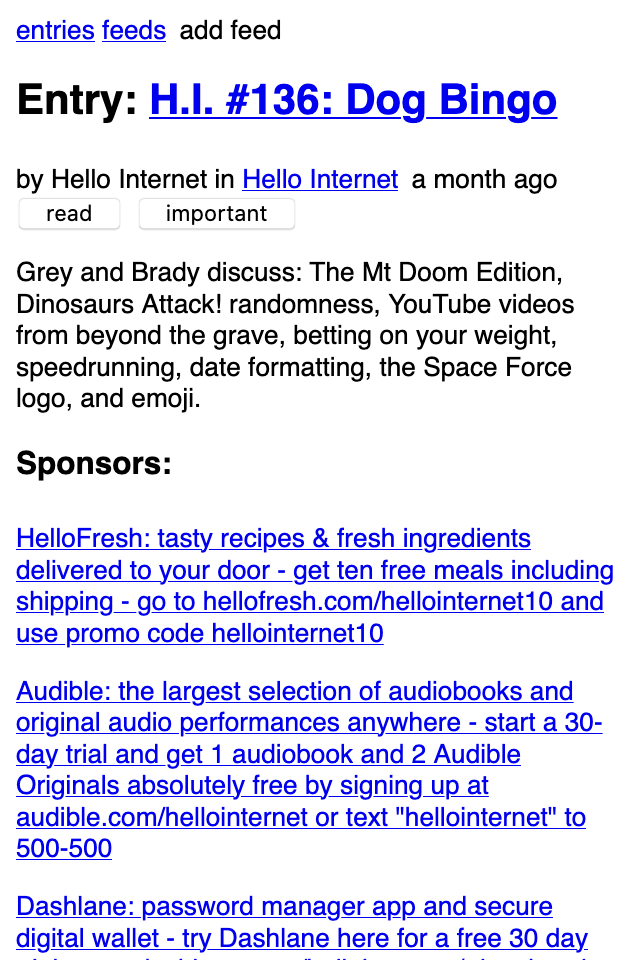 entries feeds add feed
Entry: H.I. #136: Dog Bingo
by Hello Internet in Hello Internet a month ago
read important
Grey and Brady discuss: The Mt Doom Edition,
Dinosaurs Attack! randomness, YouTube videos
from beyond the grave, betting on your weight,
speedrunning, date formatting, the Space Force
logo, and emoji.
Sponsors:
HelloFresh: tasty recipes & fresh ingredients
delivered to your door - get ten free meals including
shipping - go to hellofresh.com/hellointernet10 and
use promo code hellointernet10
Audible: the largest selection of audiobooks and
original audio performances anywhere - start a 30-
day trial and get 1 audiobook and 2 Audible
Originals absolutely free by signing up at
audible.com/hellointernet or text "hellointernet" to
500-500
Dashlane: password manager app and secure
digital wallet - try Dashlane here for a free 30 day